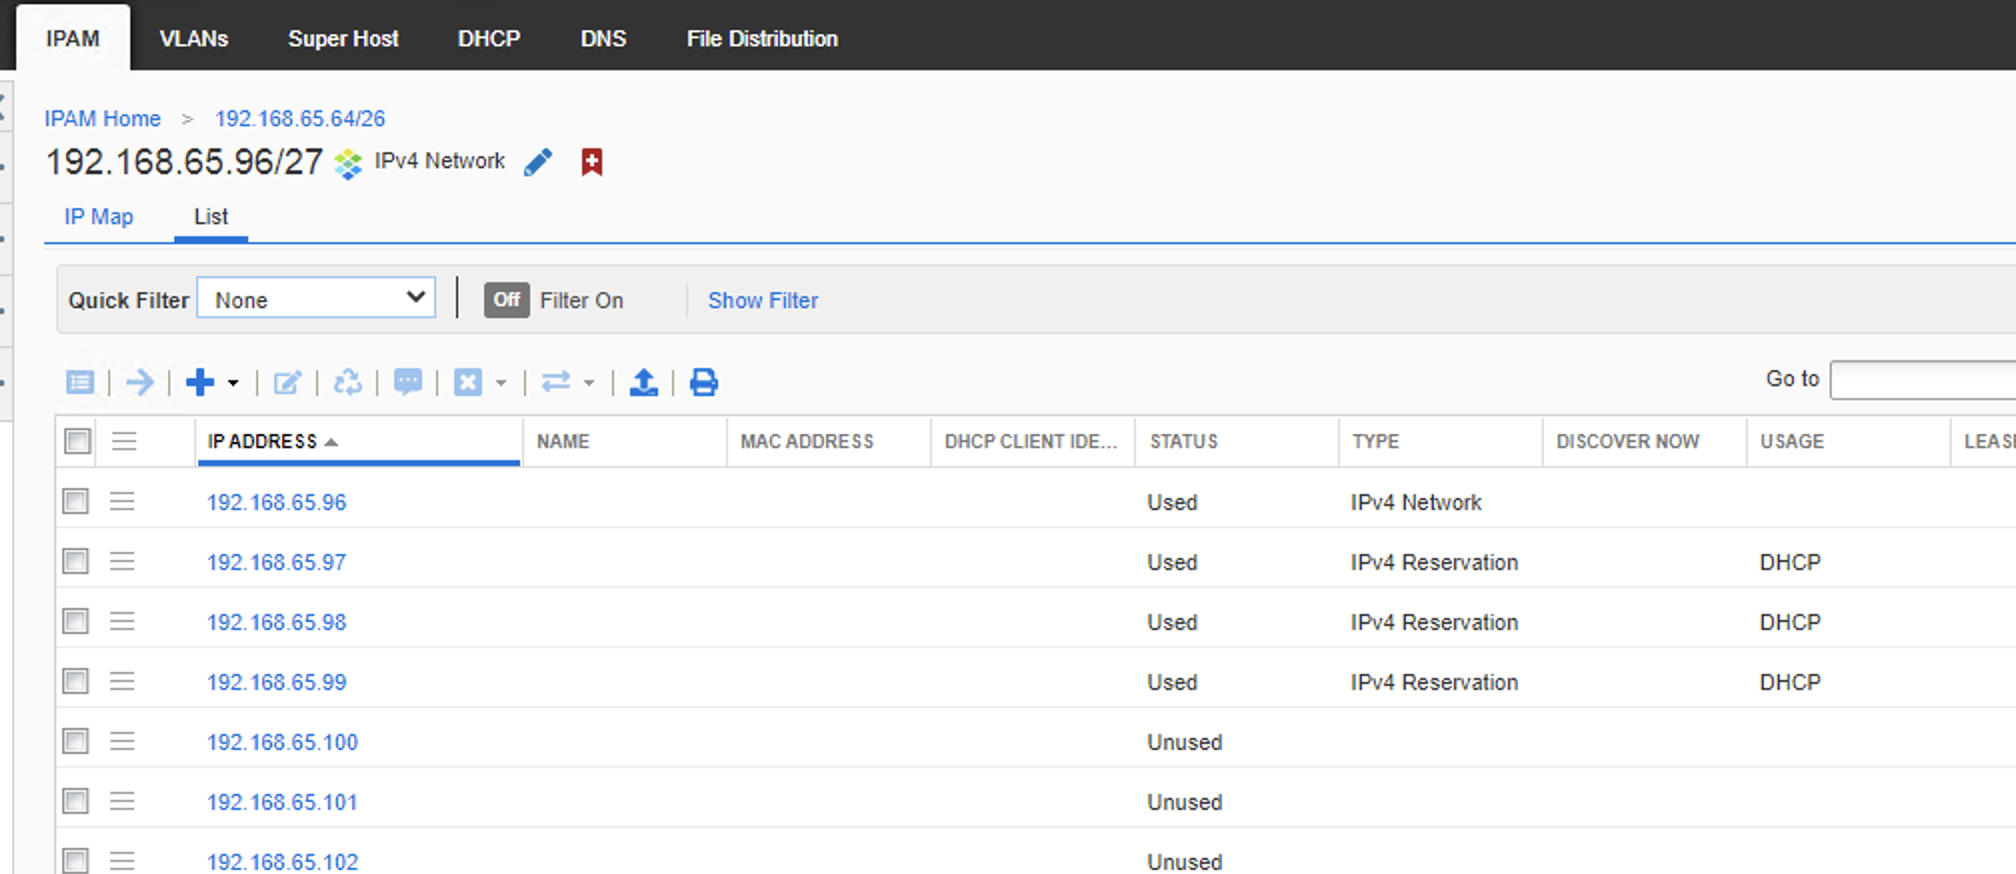 IPAM VLANs Super Host DHCP DNS File Distribution
IPAM Home > 192.168.65.64/26
192.168.65.96/27 IPv4 Network
IP Map List
Quick Filter None Off Filter On Show Filter
Go to
IP ADDRESS NAME MAC ADDRESS DHCP CLIENT IDE... STATUS TYPE DISCOVER NOW USAGE LEAS
192.168.65.96 Used IPv4 Network
192.168.65.97 Used IPv4 Reservation DHCP
192.168.65.98 Used IPv4 Reservation DHCP
192.168.65.99 Used IPv4 Reservation DHCP
192.168.65.100 Unused
192.168.65.101 Unused
192.168.65.102 Unused